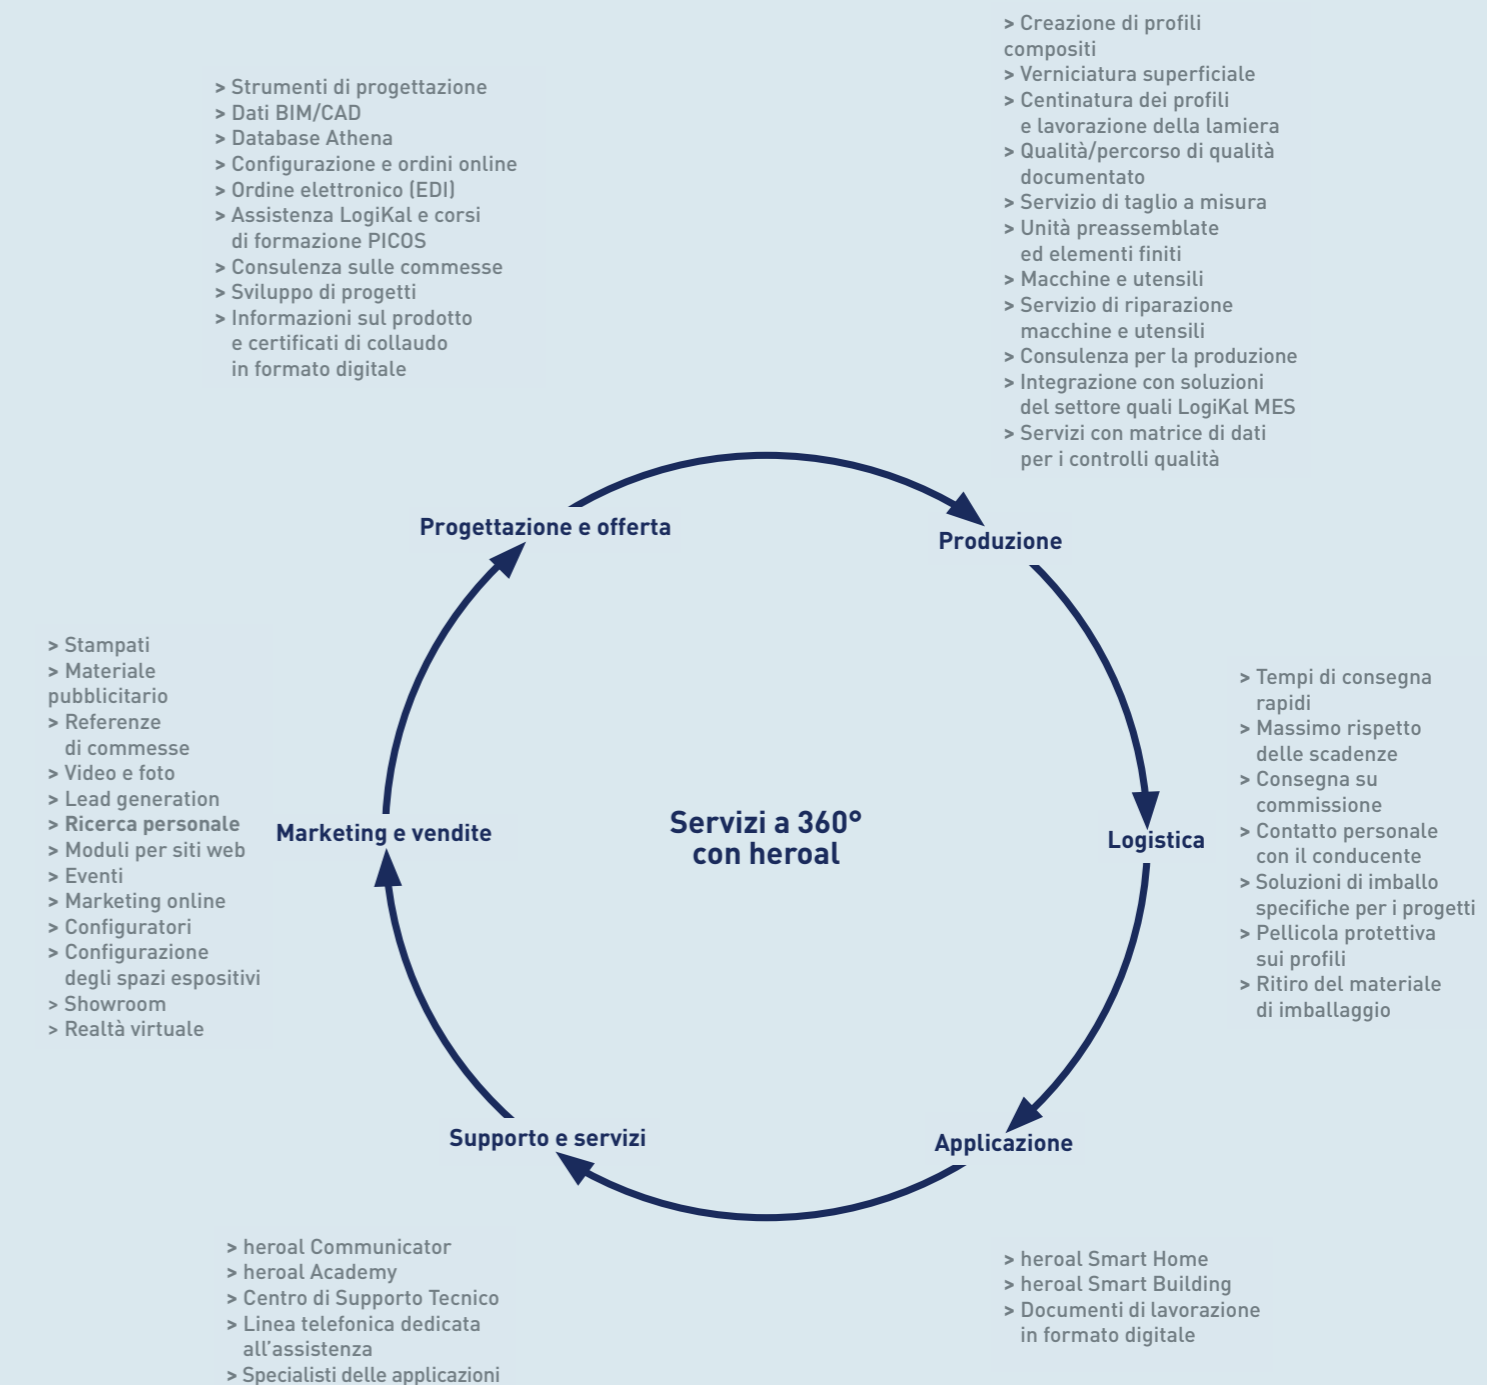 > Strumenti di progettazione
> Dati BIM/CAD
> Database Athena
> Configurazione e ordini online
> Ordine elettronico (EDI)
> Assistenza LogiKal e corsi
di formazione PICOS
> Consulenza sulle commesse
> Sviluppo di progetti
> Informazioni sul prodotto
e certificati di collaudo
in formato digitale
> Creazione di profili
compositi
> Verniciatura superficiale
> Centinatura dei profili
e lavorazione della lamiera
> Qualità/percorso di qualità
documentato
> Servizio di taglio a misura
> Unità preassemblate
ed elementi finiti
> Macchine e utensili
> Servizio di riparazione
macchine e utensili
> Consulenza per la produzione
> Integrazione con soluzioni
del settore quali LogiKal MES
> Servizi con matrice di dati
per i controlli qualità
Progettazione e offerta
Produzione
> Stampati
> Materiale
pubblicitario
> Referenze
di commesse
> Video e foto
> Lead generation
> Ricerca personale
> Moduli per siti web
> Eventi
> Marketing online
> Configuratori
> Configurazione
degli spazi espositivi
> Showroom
> Realtà virtuale
Marketing e vendite
Servizi a 360°
con heroal
Logistica
> Tempi di consegna
rapidi
> Massimo rispetto
delle scadenze
> Consegna su
commissione
> Contatto personale
con il conducente
> Soluzioni di imballo
specifiche per i progetti
> Pellicola protettiva
sui profili
> Ritiro del materiale
di imballaggio
Supporto e servizi
Applicazione
> heroal Communicator
> heroal Academy
> Centro di Supporto Tecnico
> Linea telefonica dedicata
all'assistenza
> Specialisti delle applicazioni
> heroal Smart Home
> heroal Smart Building
> Documenti di lavorazione
in formato digitale